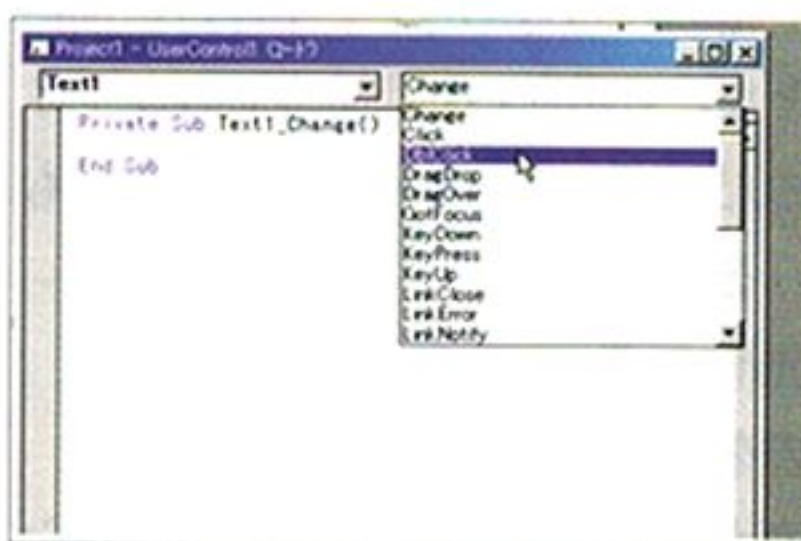 Project1 - UserControl1 (コード)
Text1
Change
Private Sub Text1_Change()
End Sub
Change
Click
DblClick
DragDrop
DragOver
GotFocus
KeyDown
KeyPress
KeyUp
LinkClose
LinkError
LinkNotify